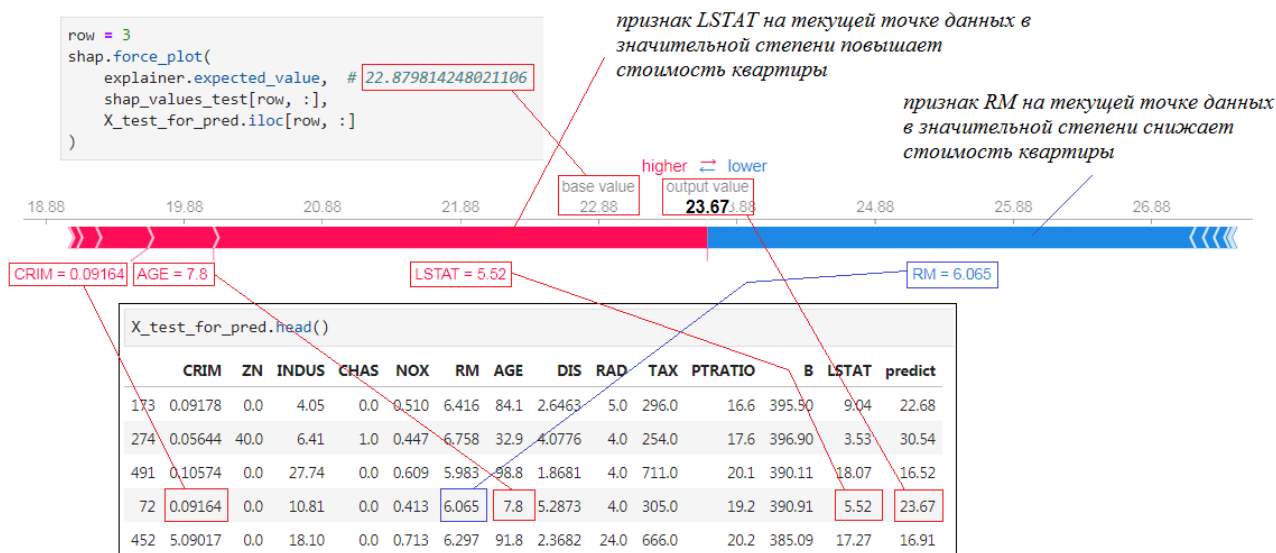 row = 3
shap.force_plot(
explainer.expected_value, # 22.879814248021106
shap_values_test[row, :],
X_test_for_pred.iloc[row, :]
)
признак LSTAT на текущей точке данных в
значительной степени повышает
стоимость квартиры
признак RM на текущей точке данных
в значительной степени снижает
стоимость квартиры
higher ⇄ lower
base value output value
18.88 19.88 20.88 21.88 22.88 23.67 3.88 24.88 25.88 26.88
CRIM = 0.09164 AGE = 7.8 LSTAT = 5.52 RM = 6.065
X_test_for_pred.head()
CRIM ZN INDUS CHAS NOX RM AGE DIS RAD TAX PTRATIO B LSTAT predict
173 0.09178 0.0 4.05 0.0 0.510 6.416 84.1 2.6463 5.0 296.0 16.6 395.50 9.04 22.68
274 0.05644 40.0 6.41 1.0 0.447 6.758 32.9 4.0776 4.0 254.0 17.6 396.90 3.53 30.54
491 0.10574 0.0 27.74 0.0 0.609 5.983 98.8 1.8681 4.0 711.0 20.1 390.11 18.07 16.52
72 0.09164 0.0 10.81 0.0 0.413 6.065 7.8 5.2873 4.0 305.0 19.2 390.91 5.52 23.67
452 5.09017 0.0 18.10 0.0 0.713 6.297 91.8 2.3682 24.0 666.0 20.2 385.09 17.27 16.91